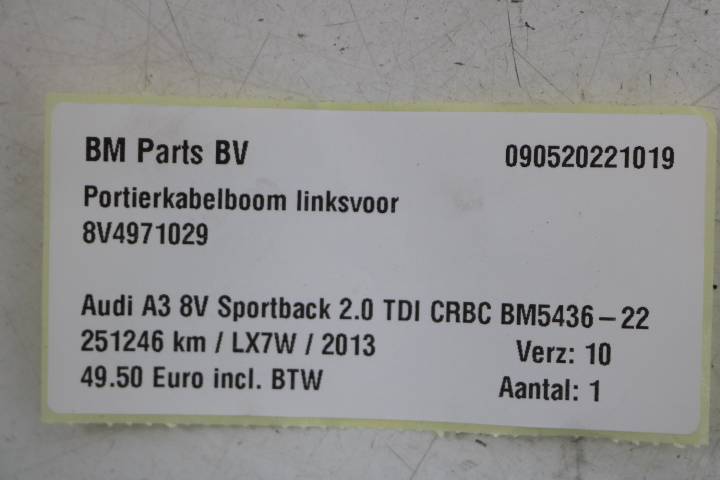 BM Parts BV 090520221019
Portierkabelboom linksvoor
8V4971029
Audi A3 8V Sportback 2.0 TDI CRBC BM5436-22
251246 km / LX7W / 2013 Verz: 10
49.50 Euro incl. BTW Aantal: 1